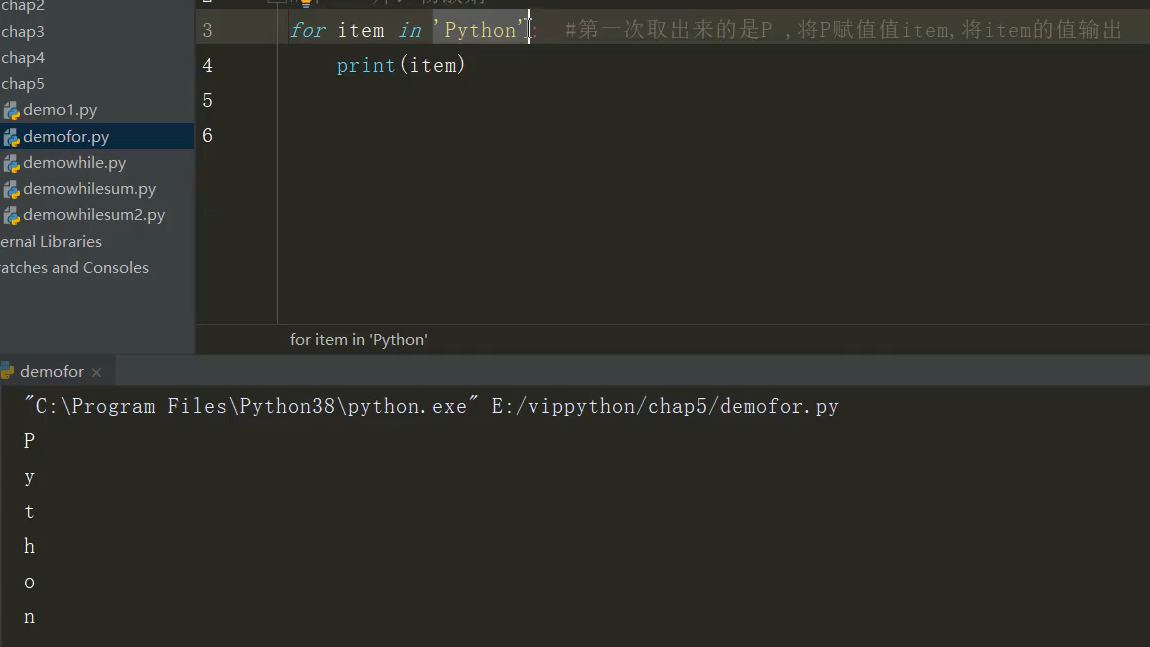 chap2
chap3
chap4
chap5
demo1.py
demofor.py
demowhile.py
demowhilesum.py
demowhilesum2.py
ernal Libraries
ratches and Consoles
3 for item in 'Python': #第一次取出来的是P ,将P赋值值item,将item的值输出
4 print(item)
5
6
for item in 'Python'
demofor
"C:\Program Files\Python38\python.exe" E:/vippython/chap5/demofor.py
P
y
t
h
o
n